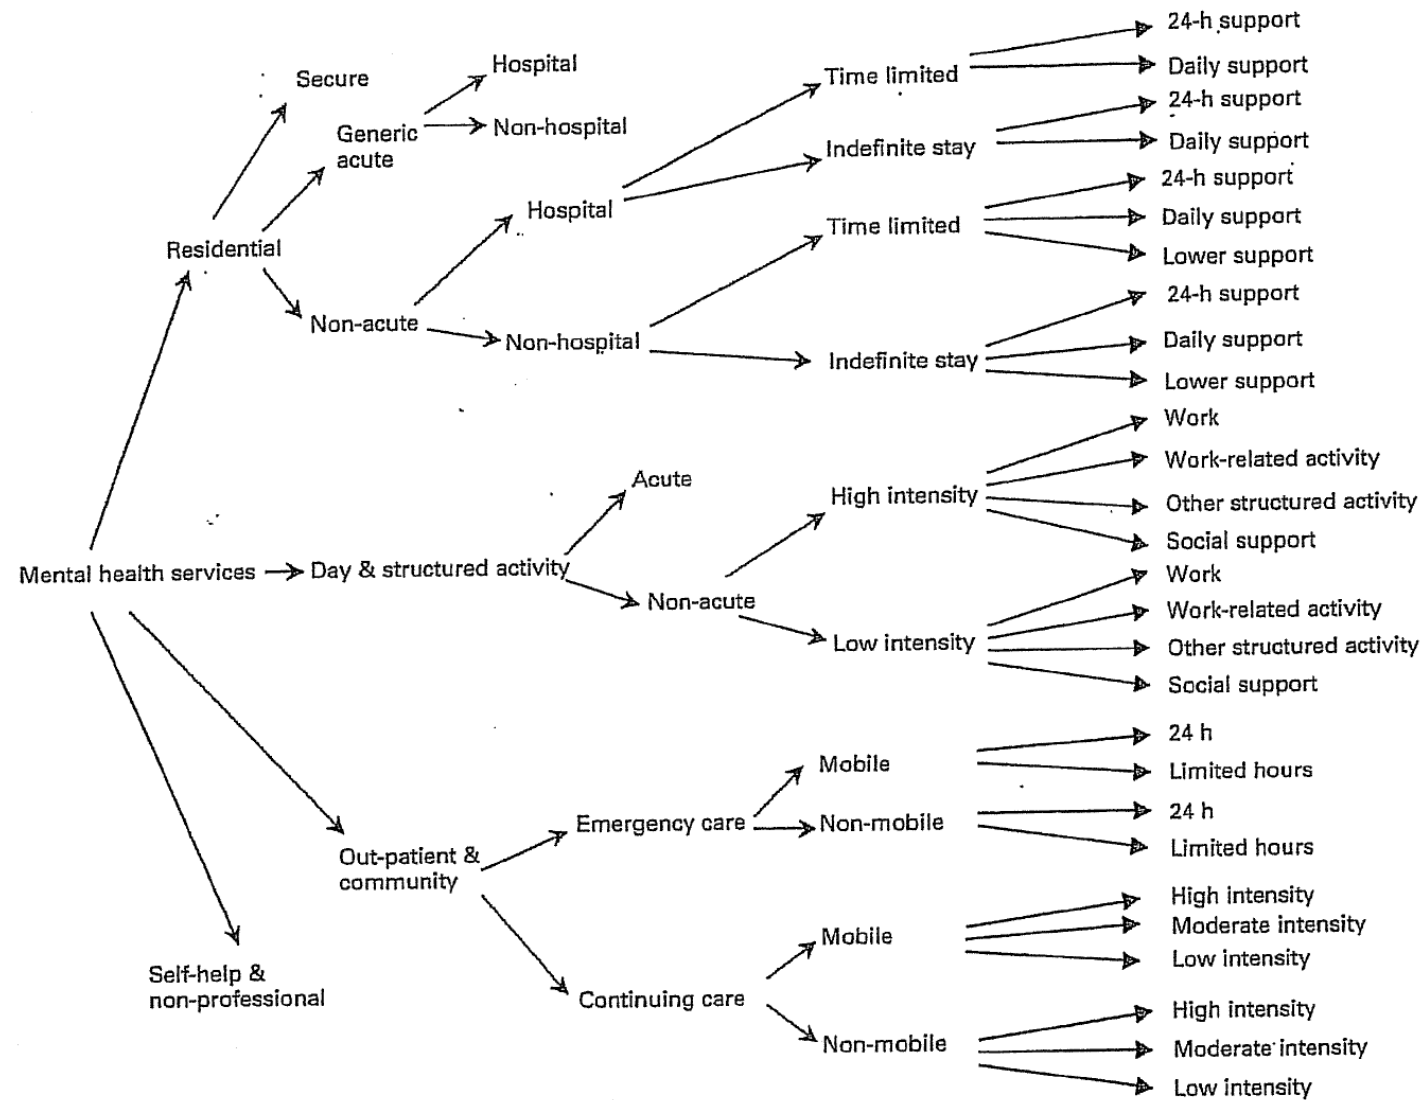 24-h support
Hospital
Time limited
Daily support
Secure
24-h support
Generic
acute
Non-hospital
Indefinite stay
Daily support
24-h support
Hospital
Time limited
Daily support
Residential
Lower support
24-h support
Non-acute
Non-hospital
Daily support
Indefinite stay
Lower support
Work
Work-related activity
Acute
High intensity
Other structured activity
Social support
Mental health services
Day & structured activity
Work
Non-acute
Work-related activity
Low intensity
Other structured activity
Social support
24 h
Mobile
Limited hours
24 h
Emergency care
Non-mobile
Limited hours
Out-patient &
community
High intensity
Moderate intensity
Mobile
Low intensity
Self-help &
non-professional
Continuing care
High intensity
Non-mobile
Moderate intensity
Low intensity